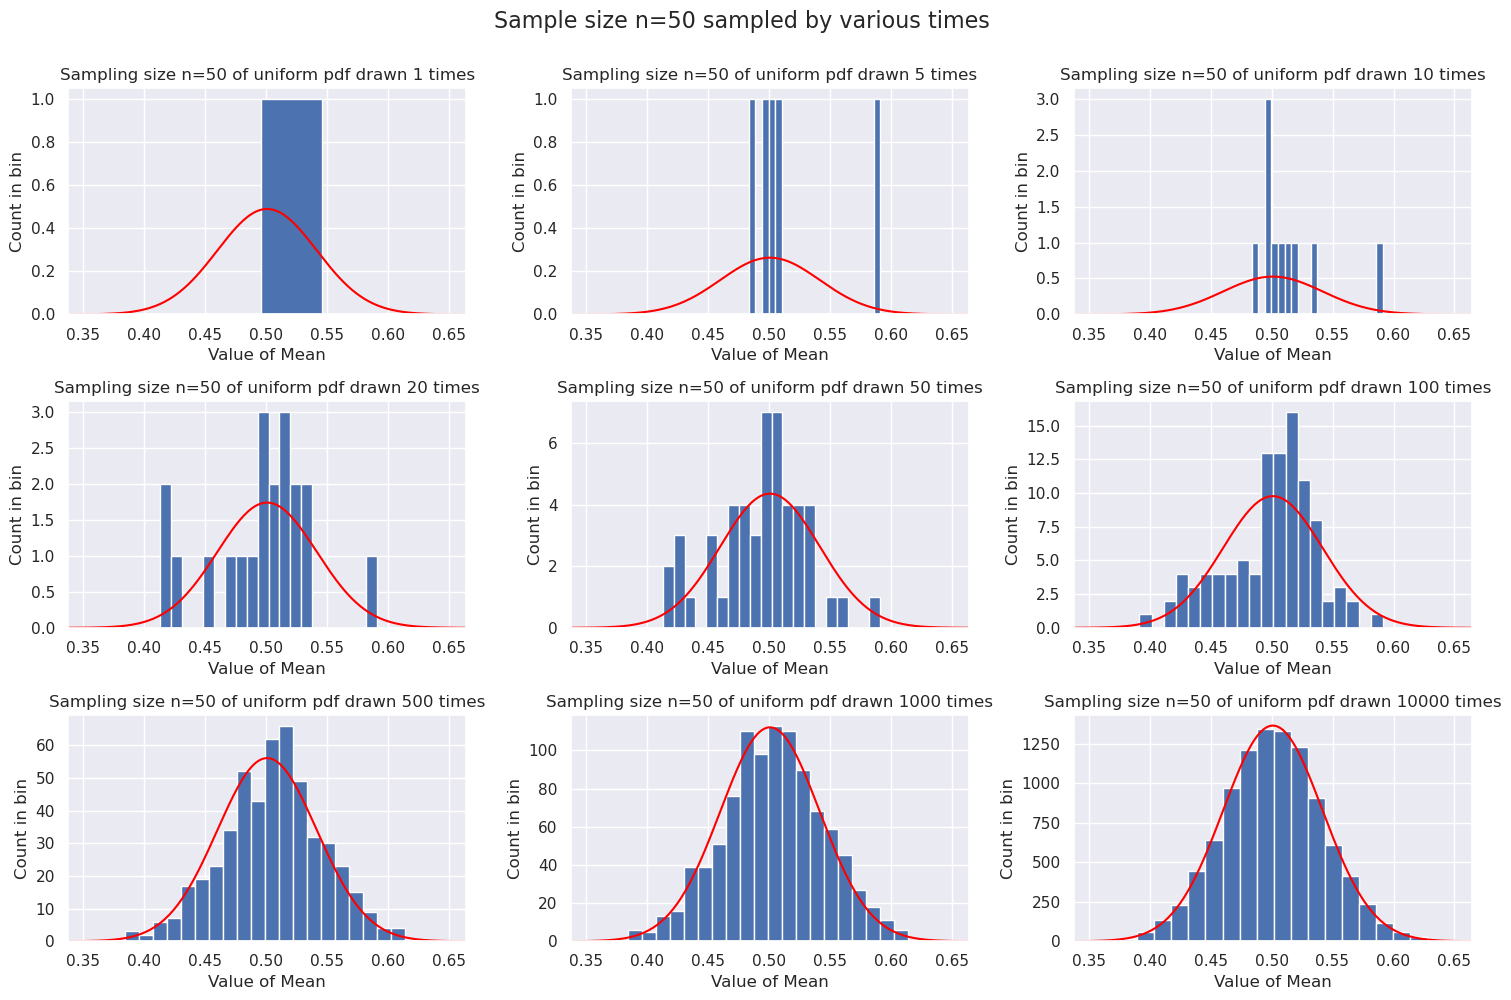 Sample size n=50 sampled by various times
Sampling size n=50 of uniform pdf drawn 1 times
Count in bin
1.0
0.8
0.6
0.4
0.2
0.0
0.35 0.40 0.45 0.50 0.55 0.60 0.65
Value of Mean
Sampling size n=50 of uniform pdf drawn 5 times
Count in bin
1.0
0.8
0.6
0.4
0.2
0.0
0.35 0.40 0.45 0.50 0.55 0.60 0.65
Value of Mean
Sampling size n=50 of uniform pdf drawn 10 times
Count in bin
3.0
2.5
2.0
1.5
1.0
0.5
0.0
0.35 0.40 0.45 0.50 0.55 0.60 0.65
Value of Mean
Sampling size n=50 of uniform pdf drawn 20 times
Count in bin
3.0
2.5
2.0
1.5
1.0
0.5
0.0
0.35 0.40 0.45 0.50 0.55 0.60 0.65
Value of Mean
Sampling size n=50 of uniform pdf drawn 50 times
Count in bin
6
4
2
0
0.35 0.40 0.45 0.50 0.55 0.60 0.65
Value of Mean
Sampling size n=50 of uniform pdf drawn 100 times
Count in bin
15.0
12.5
10.0
7.5
5.0
2.5
0.0
0.35 0.40 0.45 0.50 0.55 0.60 0.65
Value of Mean
Sampling size n=50 of uniform pdf drawn 500 times
Count in bin
60
50
40
30
20
10
0
0.35 0.40 0.45 0.50 0.55 0.60 0.65
Value of Mean
Sampling size n=50 of uniform pdf drawn 1000 times
Count in bin
100
80
60
40
20
0
0.35 0.40 0.45 0.50 0.55 0.60 0.65
Value of Mean
Sampling size n=50 of uniform pdf drawn 10000 times
Count in bin
1250
1000
750
500
250
0
0.35 0.40 0.45 0.50 0.55 0.60 0.65
Value of Mean